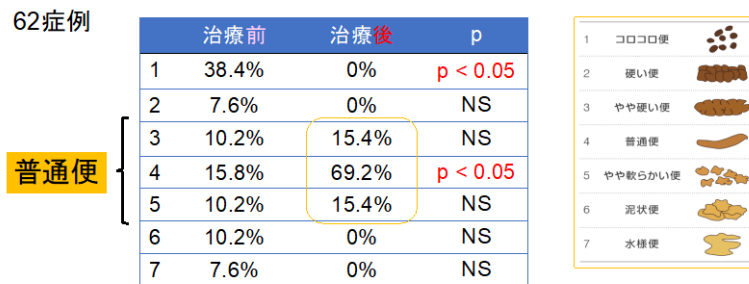 62症例
治療前 治療後 p
1 38.4% 0% p < 0.05
2 7.6% 0% NS
3 10.2% 15.4% NS
4 15.8% 69.2% p < 0.05
5 10.2% 15.4% NS
6 10.2% 0% NS
7 7.6% 0% NS
普通便
1 コロコロ便
2 硬い便
3 やや硬い便
4 普通便
5 やや軟らかい便
6 泥状便
7 水様便